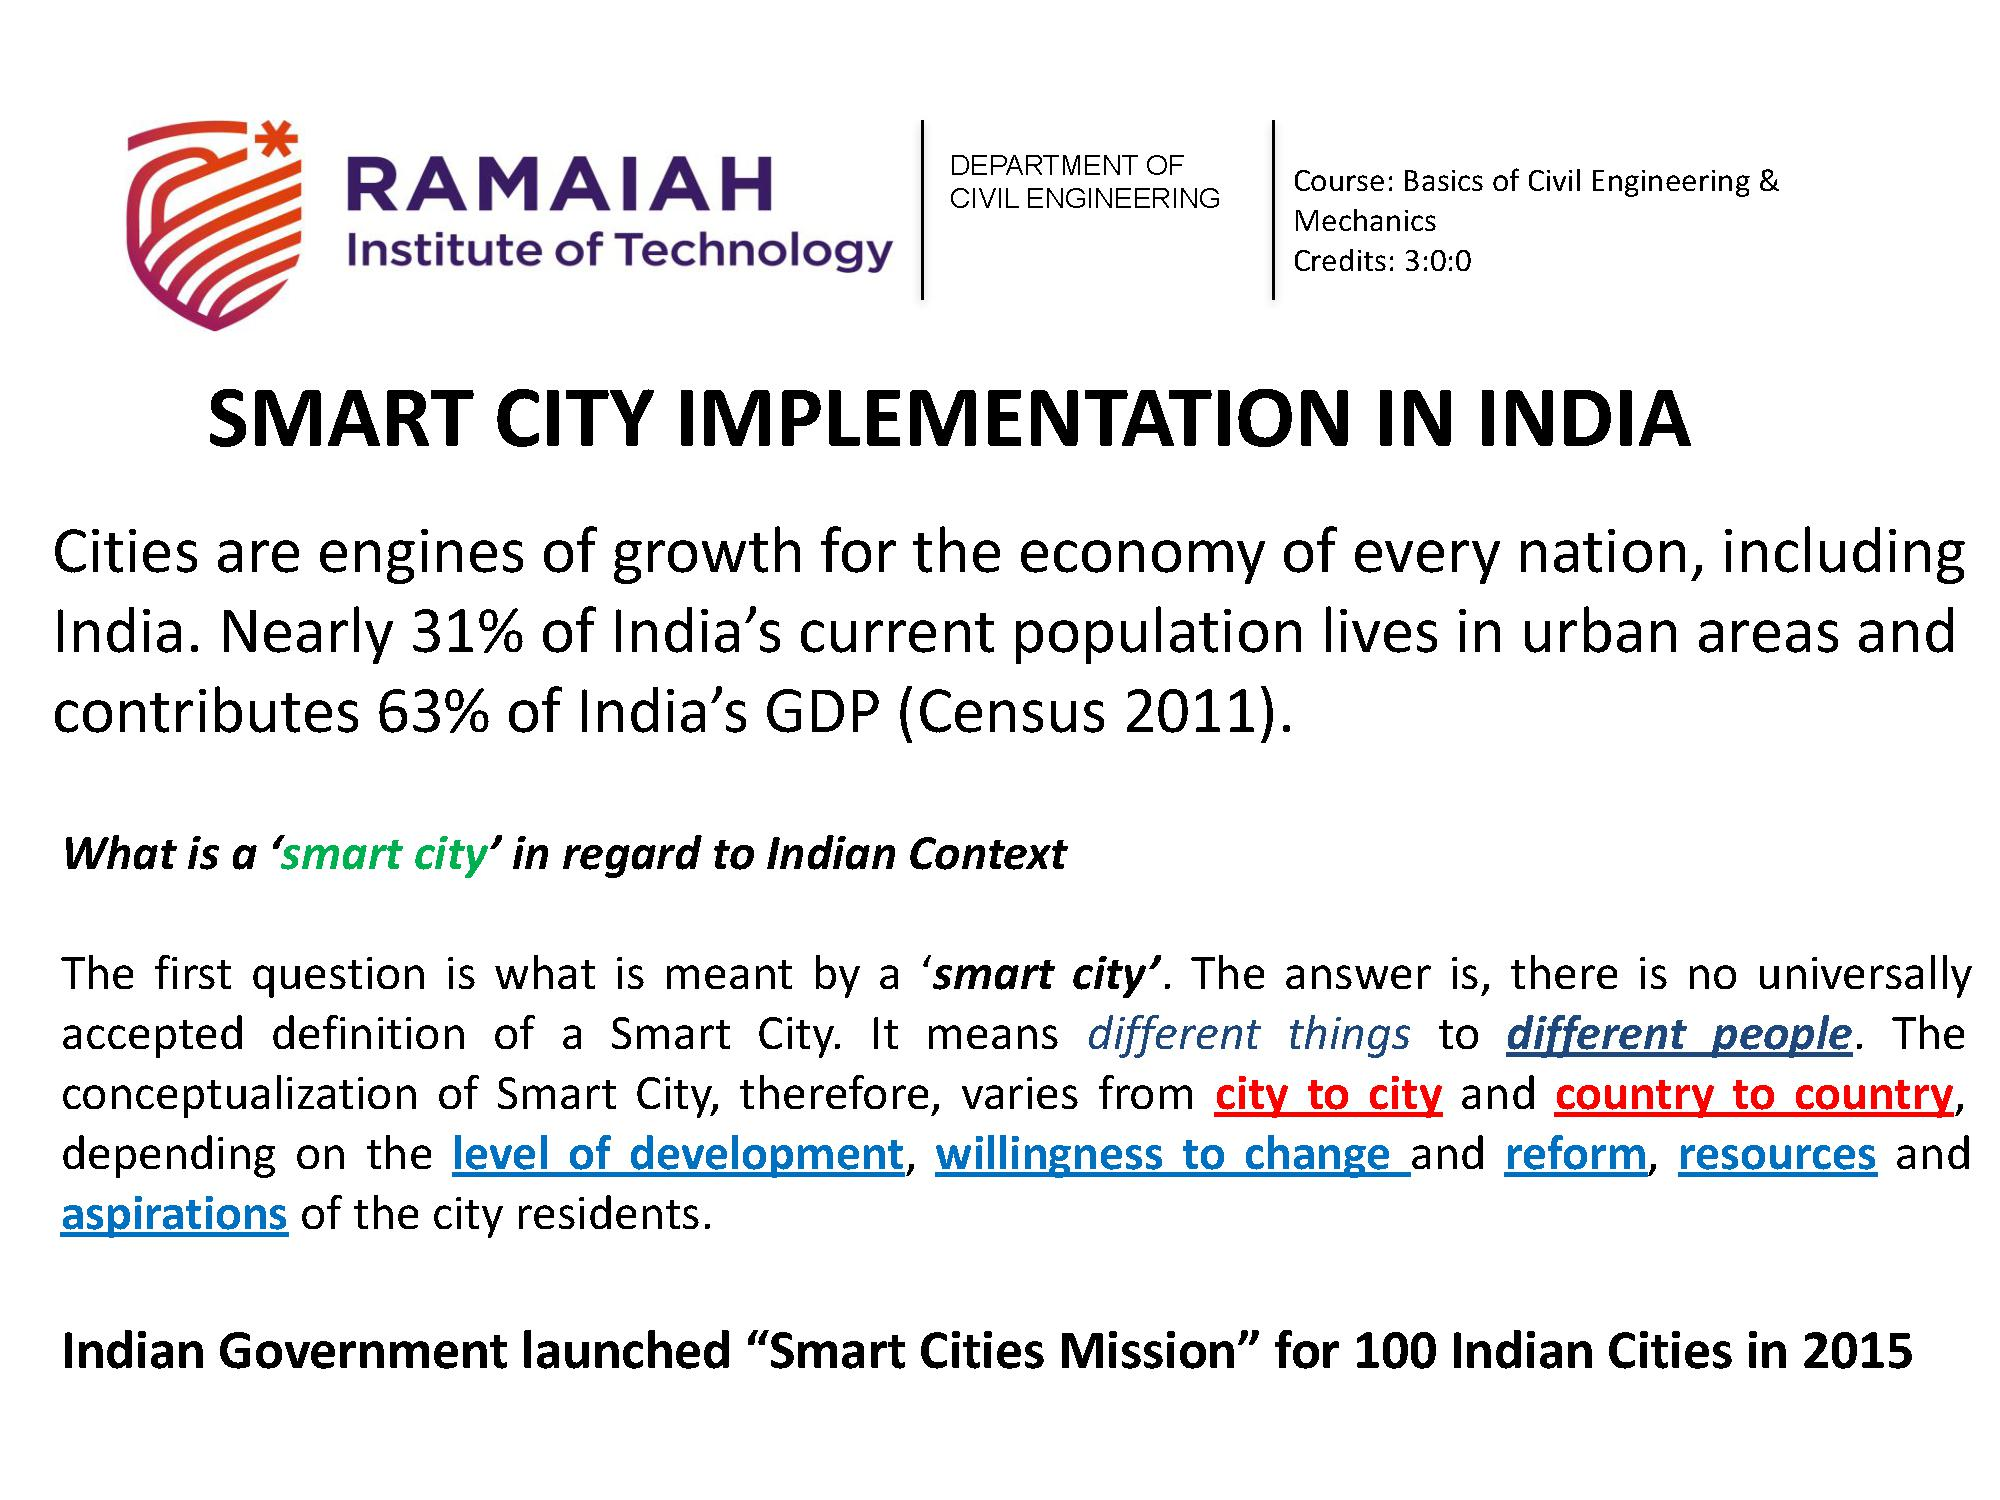 RAMAIAH
Institute of Technology
DEPARTMENT OF
CIVIL ENGINEERING
Course: Basics of Civil Engineering &
Mechanics
Credits: 3:0:0
SMART CITY IMPLEMENTATION IN INDIA
Cities are engines of growth for the economy of every nation, including
India. Nearly 31% of India’s current population lives in urban areas and
contributes 63% of India’s GDP (Census 2011).
What is a ‘smart city’ in regard to Indian Context
The first question is what is meant by a ‘smart city’. The answer is, there is no universally
accepted definition of a Smart City. It means different things to different people. The
conceptualization of Smart City, therefore, varies from city to city and country to country,
depending on the level of development, willingness to change and reform, resources and
aspirations of the city residents.
Indian Government launched “Smart Cities Mission” for 100 Indian Cities in 2015